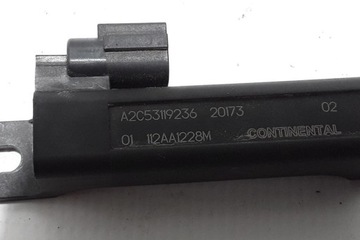 A2C53119236 20173 02
01 112AA1228M CONTINENTAL